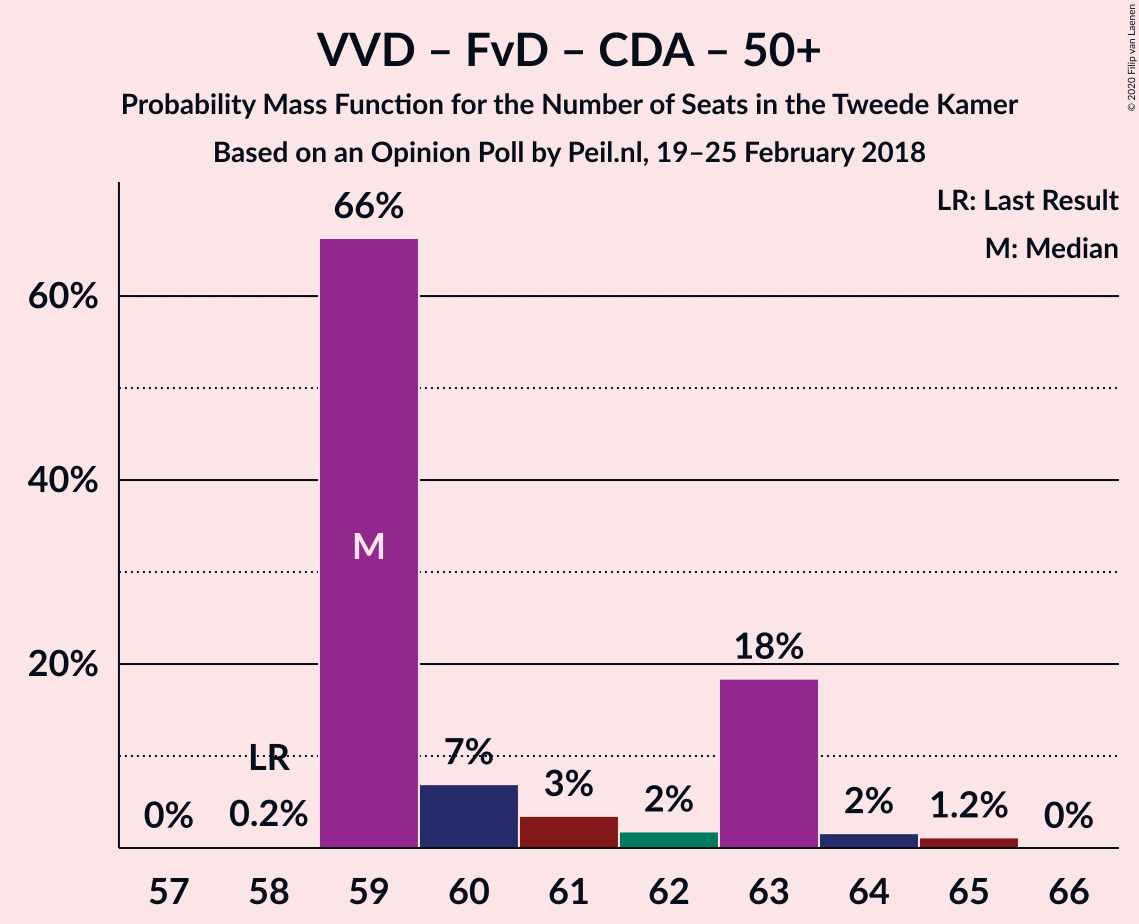 VVD – FvD – CDA – 50+
Probability Mass Function for the Number of Seats in the Tweede Kamer
Based on an Opinion Poll by Peil.nl, 19–25 February 2018
© 2020 Filip van Laenen
LR: Last Result
M: Median
60%
40%
20%
66%
M
18%
LR
7%
3%
2%
2%
1.2%
0%
0.2%
0%
57 58 59 60 61 62 63 64 65 66